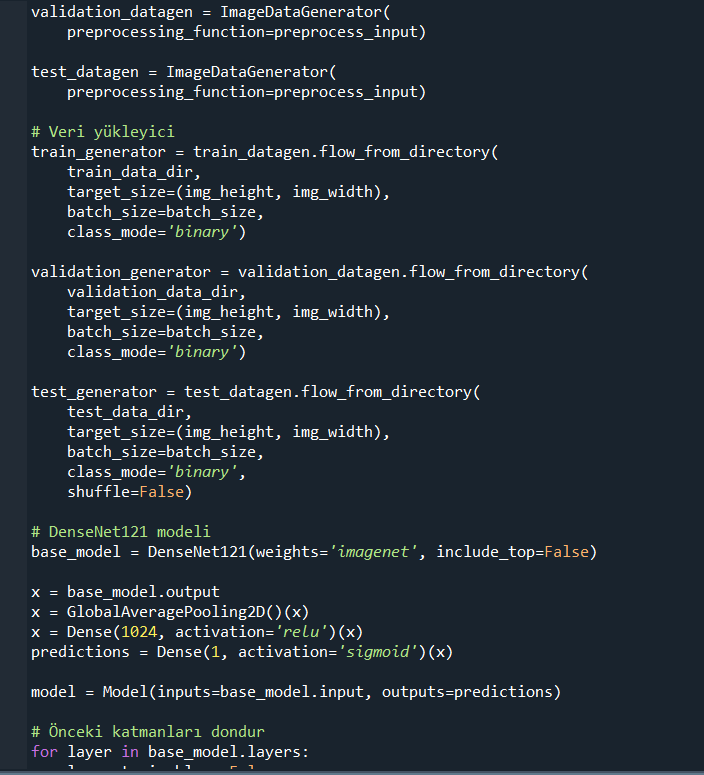 validation_datagen = ImageDataGenerator(
    preprocessing_function=preprocess_input)

test_datagen = ImageDataGenerator(
    preprocessing_function=preprocess_input)

# Veri yükleyici
train_generator = train_datagen.flow_from_directory(
    train_data_dir,
    target_size=(img_height, img_width),
    batch_size=batch_size,
    class_mode='binary')

validation_generator = validation_datagen.flow_from_directory(
    validation_data_dir,
    target_size=(img_height, img_width),
    batch_size=batch_size,
    class_mode='binary')

test_generator = test_datagen.flow_from_directory(
    test_data_dir,
    target_size=(img_height, img_width),
    batch_size=batch_size,
    class_mode='binary',
    shuffle=False)

# DenseNet121 modeli
base_model = DenseNet121(weights='imagenet', include_top=False)

x = base_model.output
x = GlobalAveragePooling2D()(x)
x = Dense(1024, activation='relu')(x)
predictions = Dense(1, activation='sigmoid')(x)

model = Model(inputs=base_model.input, outputs=predictions)

# Önceki katmanları dondur
for layer in base_model.layers: